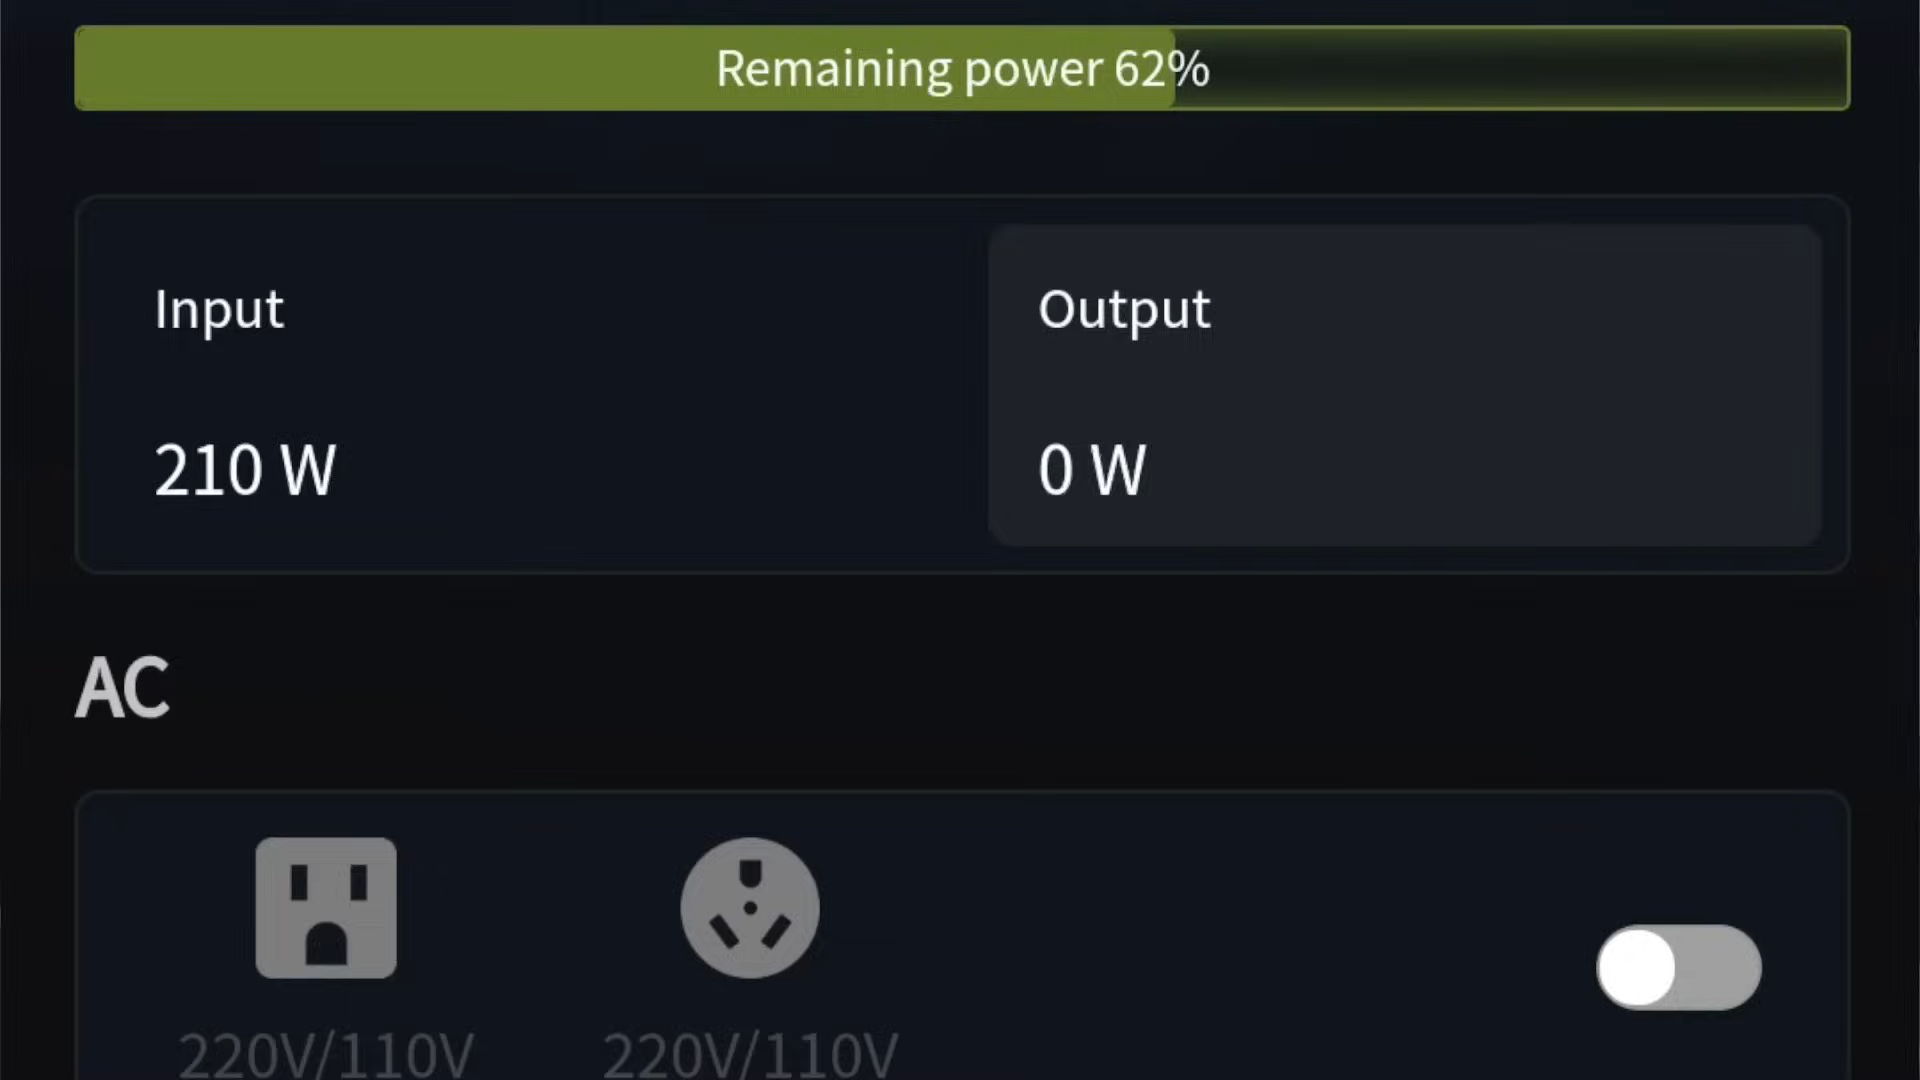 Remaining power 62%
Input
Output
210 W
0 W
AC
220V/110V
220V/110V